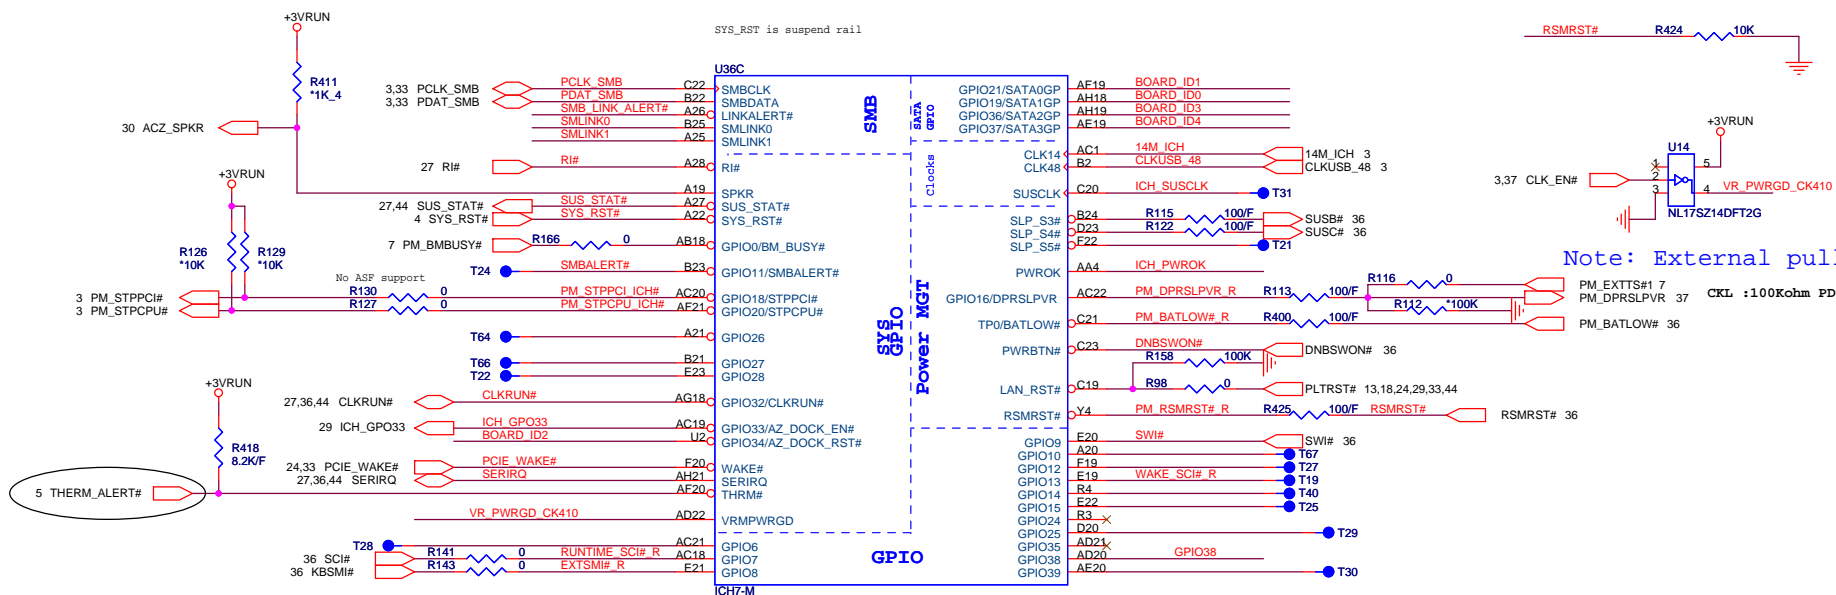 SYS_RST is suspend rail
+3VRUN
R411
*1K_4
30 ACZ_SPKR
+3VRUN
R126
*10K
R129
*10K
No ASF support
3 PM_STPPCI#
3 PM_STPCPU#
R130 0 PM_STPPCI_ICH#
R127 0 PM_STPCPU_ICH#
3,33 PCLK_SMB PCLK_SMB
3,33 PDAT_SMB PDAT_SMB
SMB_LINK_ALERT#
SMLINK0
SMLINK1
27 RI# RI#
27,44 SUS_STAT# SUS_STAT#
4 SYS_RST# SYS_RST#
7 PM_BMBUSY# R166 0
T24 SMBALERT#
T64
T66
T22
+3VRUN
R418
8.2K/F
27,36,44 CLKRUN# CLKRUN#
29 ICH_GPO33 ICH_GPO33
BOARD_ID2
24,33 PCIE_WAKE# PCIE_WAKE#
27,36,44 SERIRQ SERIRQ
5 THERM_ALERT#
VR_PWRGD_CK410
T28
36 SCI# R141 0 RUNTIME_SCI#_R
36 KBSMI# R143 0 EXTSMI#_R
U36C
C22 SMBCLK
B22 SMBDATA
A26 LINKALERT#
B25 SMLINK0
A25 SMLINK1
A28 RI#
A19 SPKR
A27 SUS_STAT#
A22 SYS_RST#
AB18 GPIO0/BM_BUSY#
B23 GPIO11/SMBALERT#
AC20 GPIO18/STPPCI#
AF21 GPIO20/STPCPU#
A21 GPIO26
B21 GPIO27
E23 GPIO28
AG18 GPIO32/CLKRUN#
AC19 GPIO33/AZ_DOCK_EN#
U2 GPIO34/AZ_DOCK_RST#
F20 WAKE#
AH21 SERIRQ
AF20 THRM#
AD22 VRMPWRGD
AC21 GPIO6
AC18 GPIO7
E21 GPIO8
ICH7-M
SMB
SATA
GPIO
Clocks
SYS
GPIO
Power MGT
GPIO
GPIO21/SATA0GP AF19 BOARD_ID1
GPIO19/SATA1GP AH18 BOARD_ID0
GPIO36/SATA2GP AH19 BOARD_ID3
GPIO37/SATA3GP AE19 BOARD_ID4
CLK14 AC1 14M_ICH 14M_ICH 3
CLK48 B2 CLKUSB_48 CLKUSB_48 3
SUSCLK C20 ICH_SUSCLK T31
SLP_S3# B24 R115 100/F SUSB# 36
SLP_S4# D23 R122 100/F SUSC# 36
SLP_S5# F22 T21
PWROK AA4 ICH_PWROK
GPIO16/DPRSLPVR AC22 PM_DPRSLPVR_R R113 100/F
R116 0 PM_EXTTS#1 7
PM_DPRSLPVR 37
R112 *100K
TP0/BATLOW# C21 PM_BATLOW#_R R400 100/F PM_BATLOW# 36
PWRBTN# C23 DNBSWON# DNBSWON# 36
R158 100K
LAN_RST# C19 R98 0 PLTRST# 13,18,24,29,33,44
RSMRST# Y4 PM_RSMRST#_R R425 100/F RSMRST# RSMRST# 36
GPIO9 E20 SWI# SWI# 36
GPIO10 A20 T67
GPIO12 F19 T27
GPIO13 E19 WAKE_SCI#_R T19
GPIO14 R4 T40
GPIO15 E22 T25
GPIO24 R3
GPIO25 D20 T29
GPIO35 AD21
GPIO38 AD20 GPIO38
GPIO39 AE20 T30
RSMRST# R424 10K
+3VRUN
U14
1
2
3
5
4
3,37 CLK_EN#
VR_PWRGD_CK410
NL17SZ14DFT2G
Note: External pull
CKL :100Kohm PD